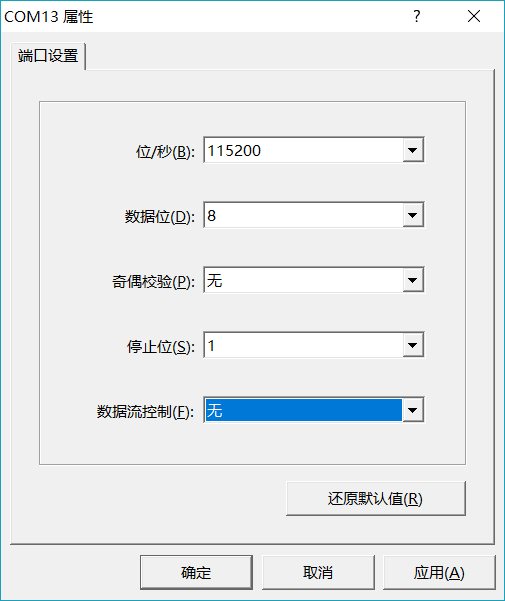 COM13 属性
端口设置
位/秒(B): 115200
数据位(D): 8
奇偶校验(P): 无
停止位(S): 1
数据流控制(F): 无
还原默认值(R)
确定 取消 应用(A)